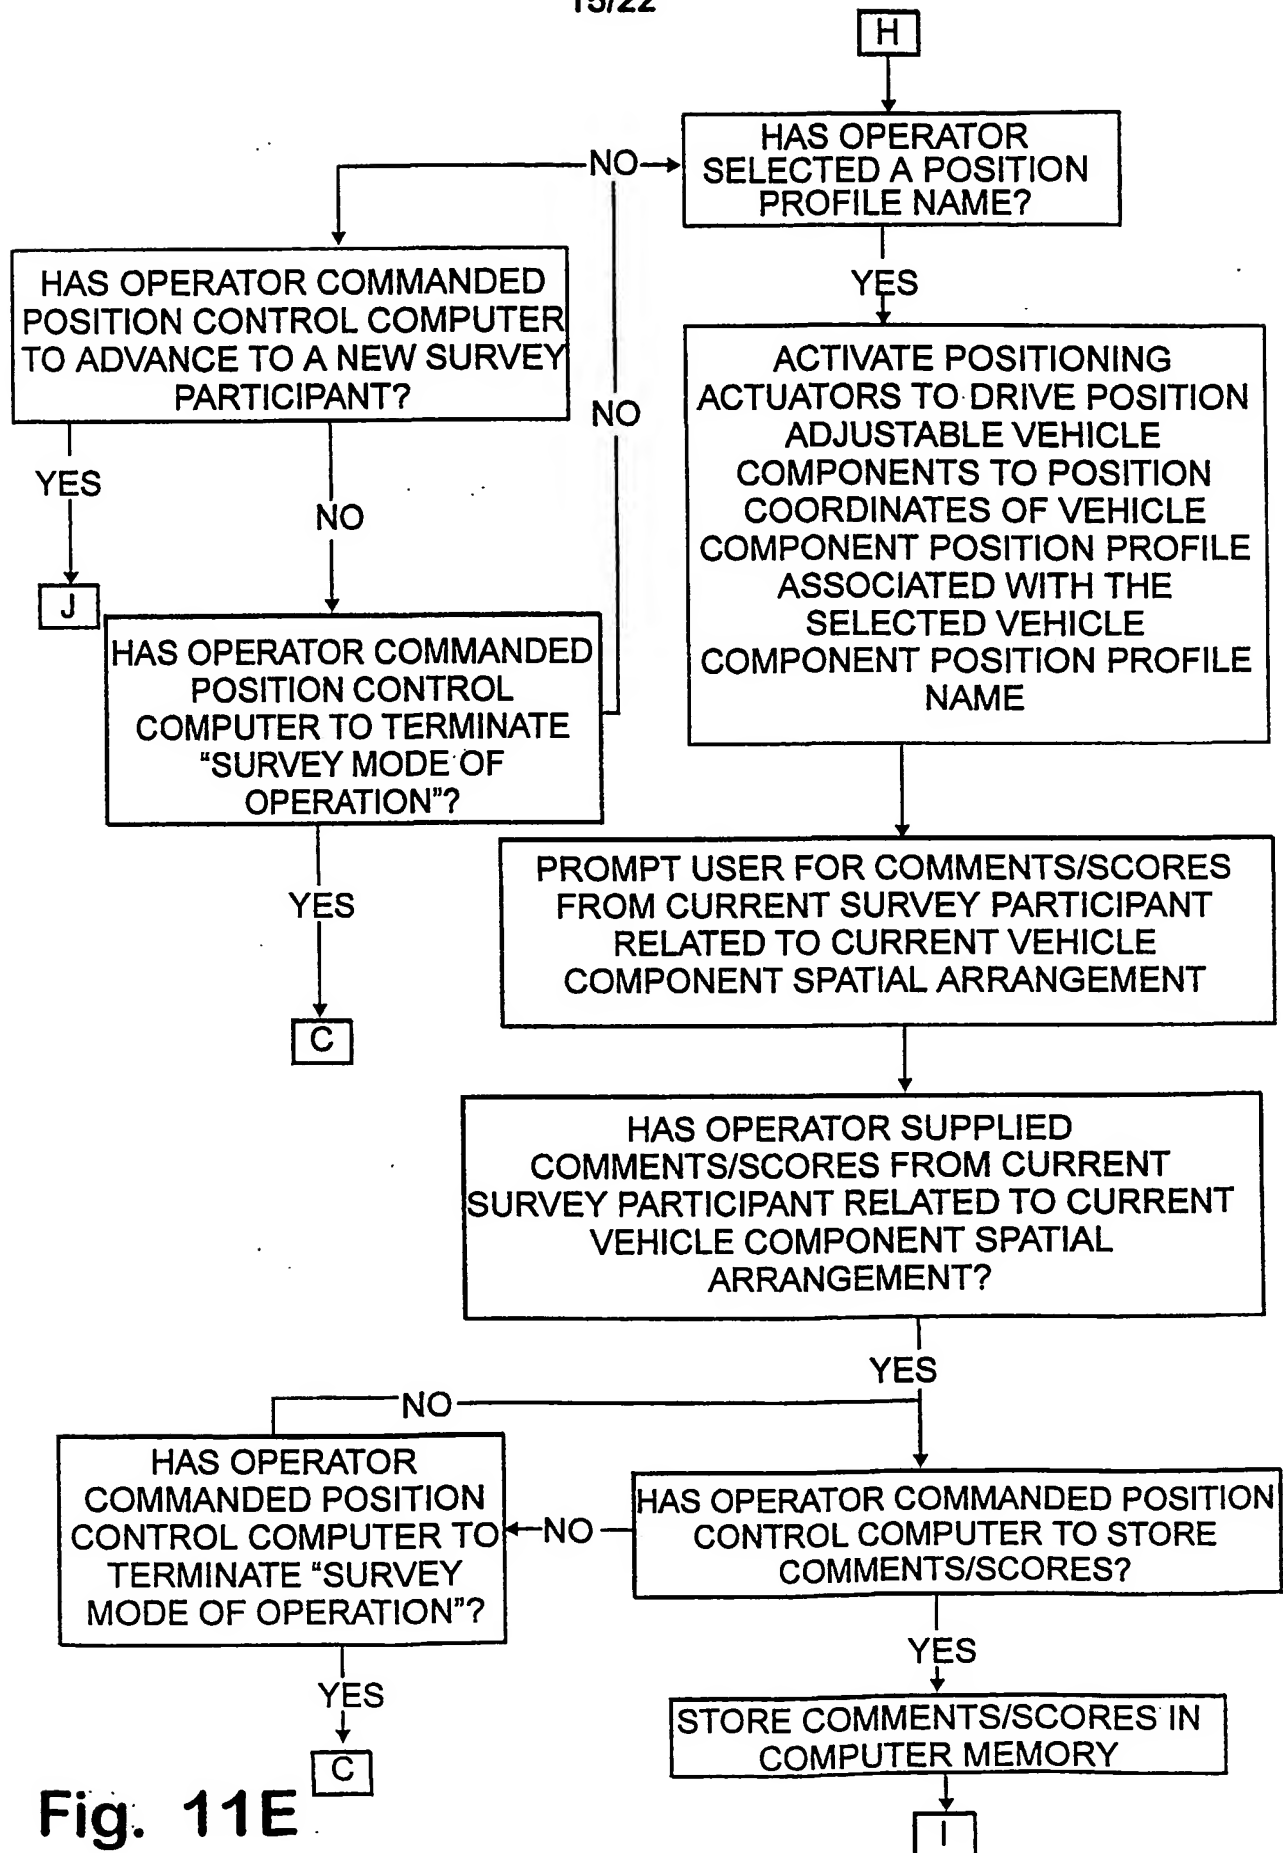 15/22
H
HAS OPERATOR
SELECTED A POSITION
PROFILE NAME?
NO
YES
HAS OPERATOR COMMANDED
POSITION CONTROL COMPUTER
TO ADVANCE TO A NEW SURVEY
PARTICIPANT?
YES
NO
NO
J
HAS OPERATOR COMMANDED
POSITION CONTROL
COMPUTER TO TERMINATE
“SURVEY MODE OF
OPERATION”?
YES
C
ACTIVATE POSITIONING
ACTUATORS TO DRIVE POSITION
ADJUSTABLE VEHICLE
COMPONENTS TO POSITION
COORDINATES OF VEHICLE
COMPONENT POSITION PROFILE
ASSOCIATED WITH THE
SELECTED VEHICLE
COMPONENT POSITION PROFILE
NAME
PROMPT USER FOR COMMENTS/SCORES
FROM CURRENT SURVEY PARTICIPANT
RELATED TO CURRENT VEHICLE
COMPONENT SPATIAL ARRANGEMENT
HAS OPERATOR SUPPLIED
COMMENTS/SCORES FROM CURRENT
SURVEY PARTICIPANT RELATED TO CURRENT
VEHICLE COMPONENT SPATIAL
ARRANGEMENT?
YES
NO
HAS OPERATOR
COMMANDED POSITION
CONTROL COMPUTER TO
TERMINATE “SURVEY
MODE OF OPERATION”?
NO
HAS OPERATOR COMMANDED POSITION
CONTROL COMPUTER TO STORE
COMMENTS/SCORES?
YES
YES
C
STORE COMMENTS/SCORES IN
COMPUTER MEMORY
I
Fig. 11E